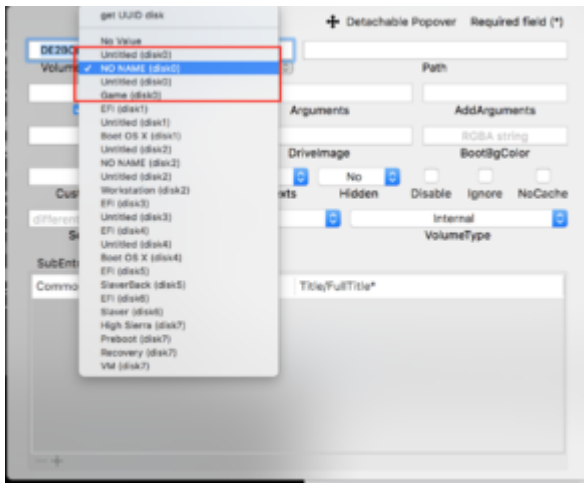 get UUID disk
Detachable Popover Required field (*)
No Value
Untitled (disk0)
NO NAME (disk0)
Untitled (disk0)
Game (disk0)
EFI (disk1)
Untitled (disk1)
Boot OS X (disk1)
Untitled (disk2)
NO NAME (disk2)
Untitled (disk2)
Workstation (disk2)
EFI (disk3)
Untitled (disk3)
EFI (disk4)
Untitled (disk4)
Boot OS X (disk4)
EFI (disk5)
SlaverBack (disk5)
EFI (disk6)
Slaver (disk6)
High Sierra (disk7)
Preboot (disk7)
Recovery (disk7)
VM (disk7)
Path
Arguments AddArguments
RGBA string
DriveImage BootBgColor
No
Hidden Disable Ignore NoCache
Internal
VolumeType
Title/FullTitle*